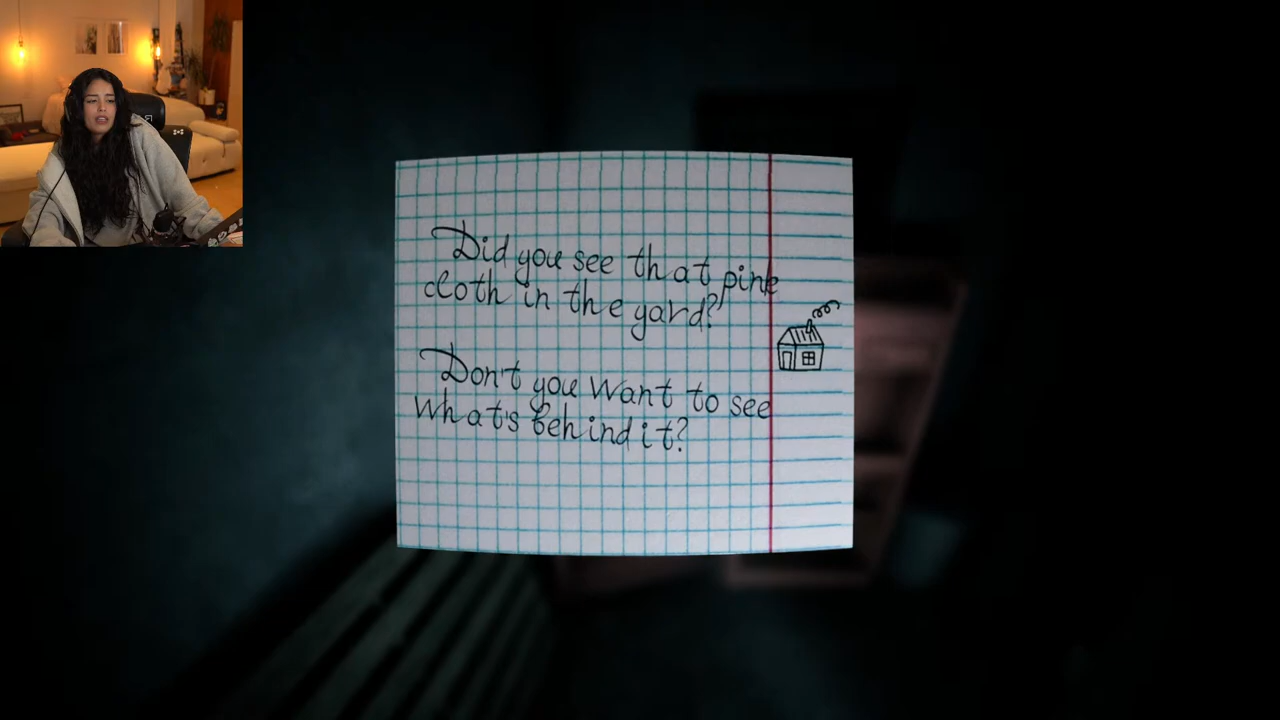 Did you see that pink
cloth in the yard?
Don't you want to see
what's behind it?